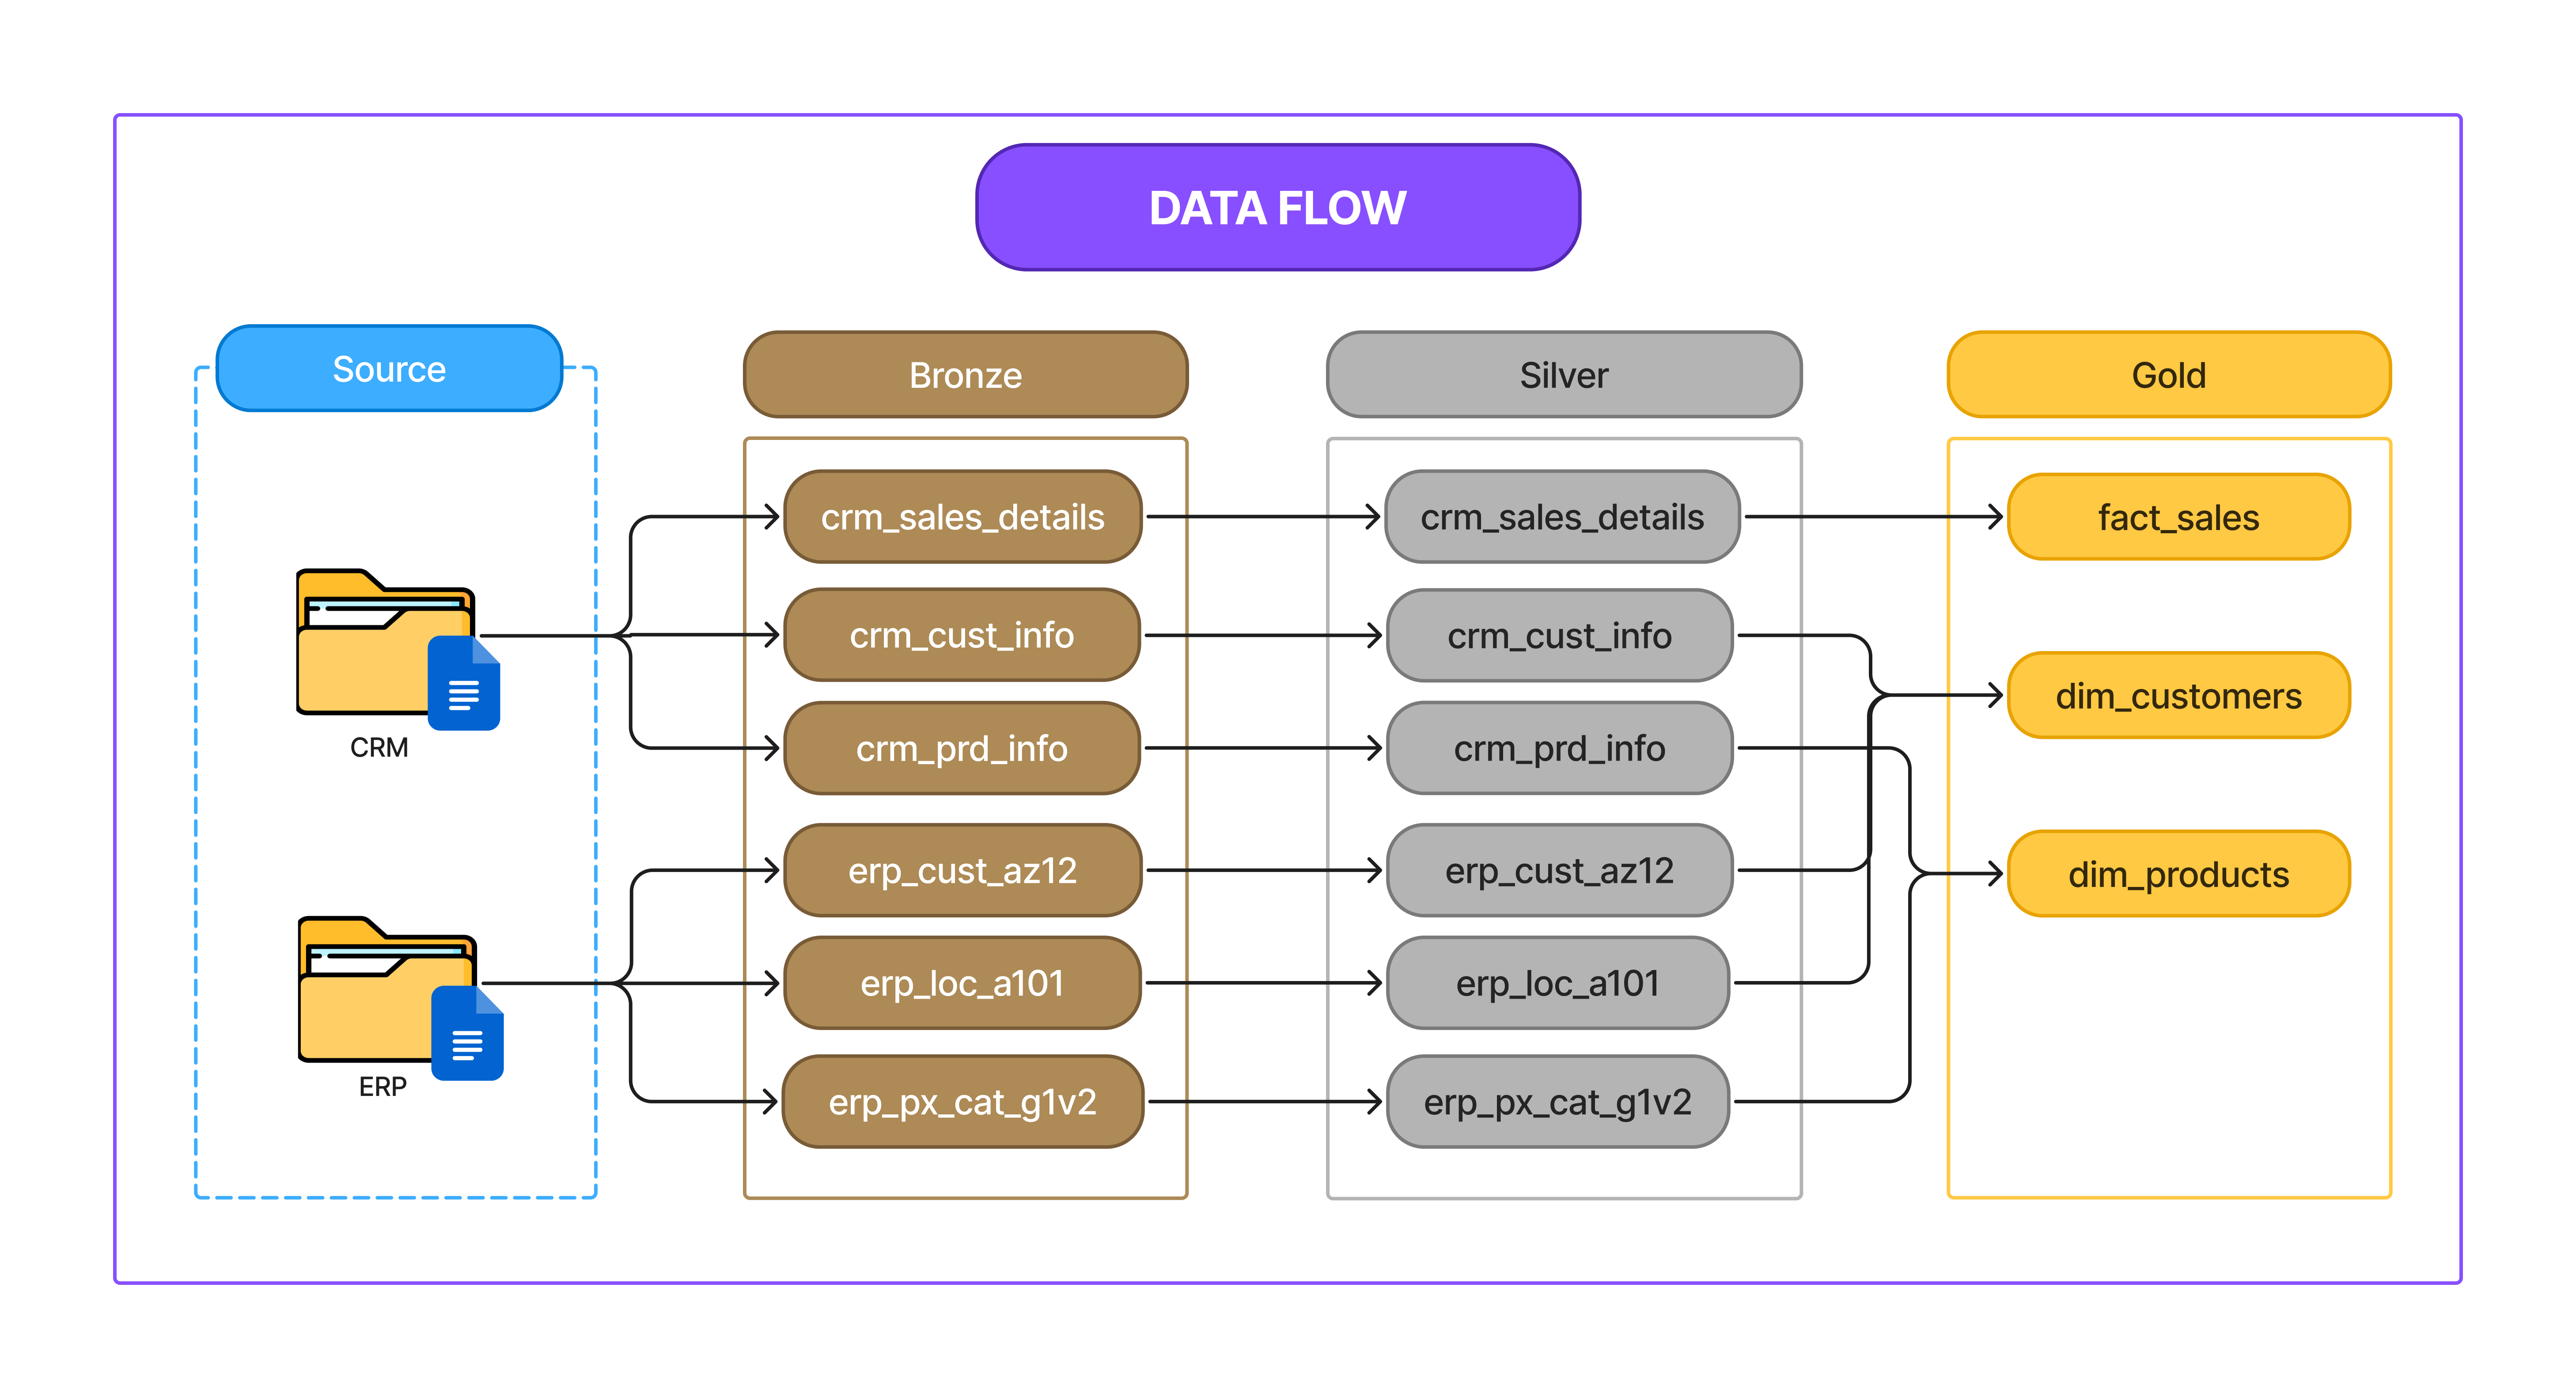 DATA FLOW
Source
Bronze
Silver
Gold
CRM
ERP
crm_sales_details
crm_cust_info
crm_prd_info
erp_cust_az12
erp_loc_a101
erp_px_cat_g1v2
crm_sales_details
crm_cust_info
crm_prd_info
erp_cust_az12
erp_loc_a101
erp_px_cat_g1v2
fact_sales
dim_customers
dim_products